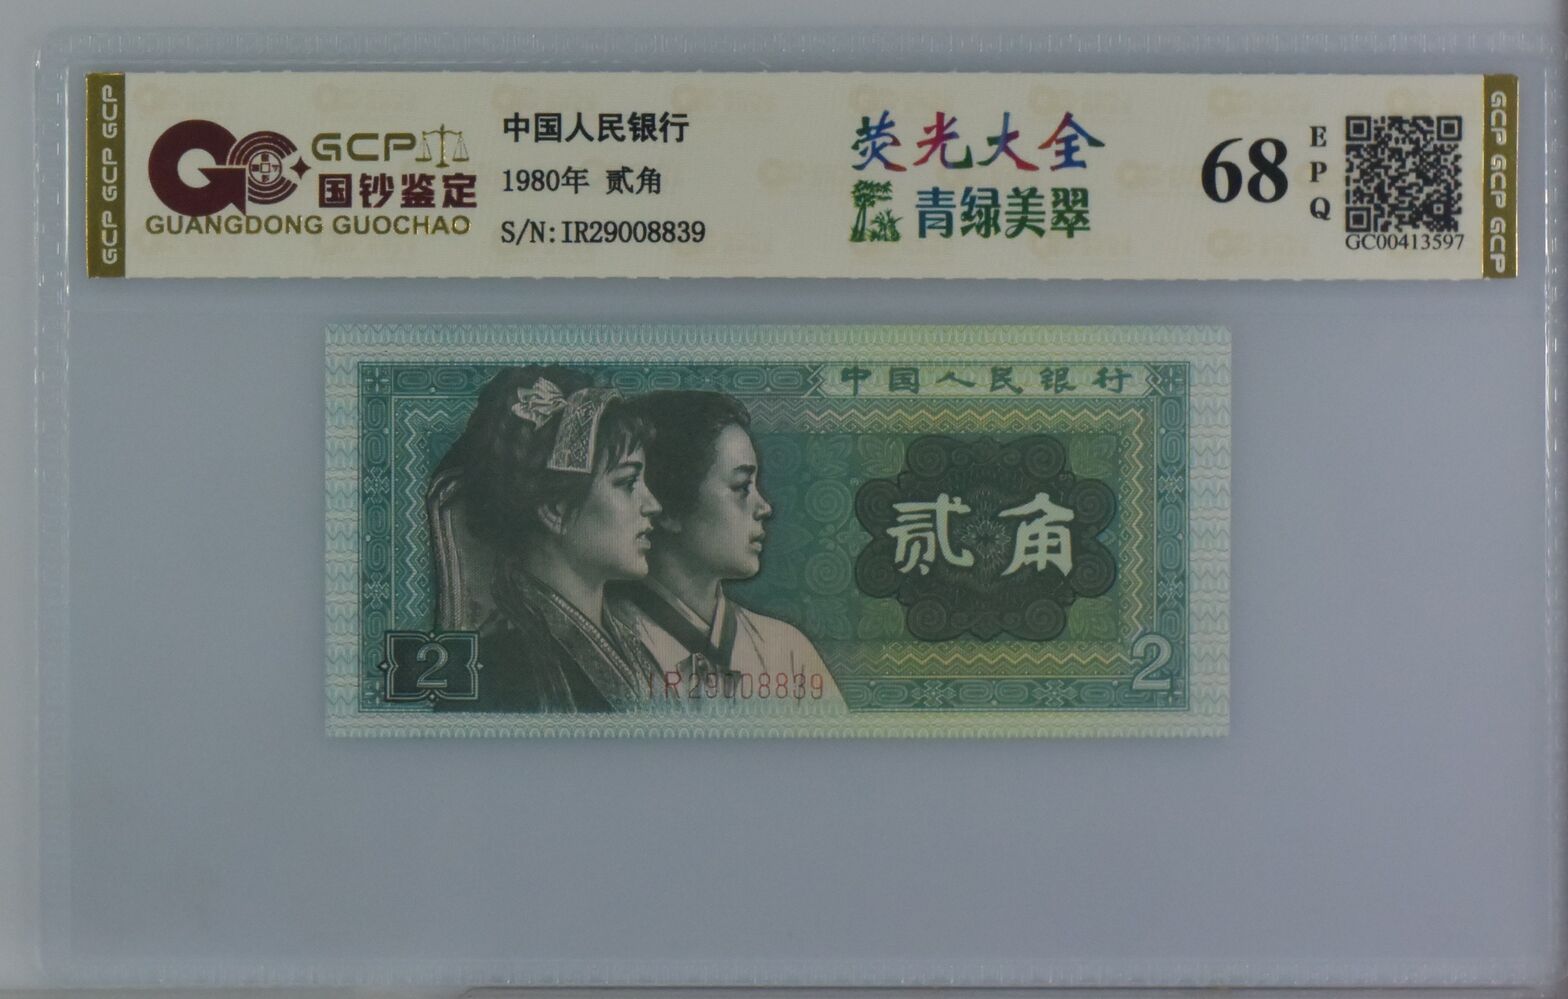 GCP GCP GCP
GCP
国钞鉴定
GUANGDONG GUOCHAO
中国人民银行
1980年 贰角
S/N: IR29008839
荧光大全
青绿美翠
68
EPQ
GC00413597
GCP GCP GCP
中国人民银行
贰角
2
2
IR29008839